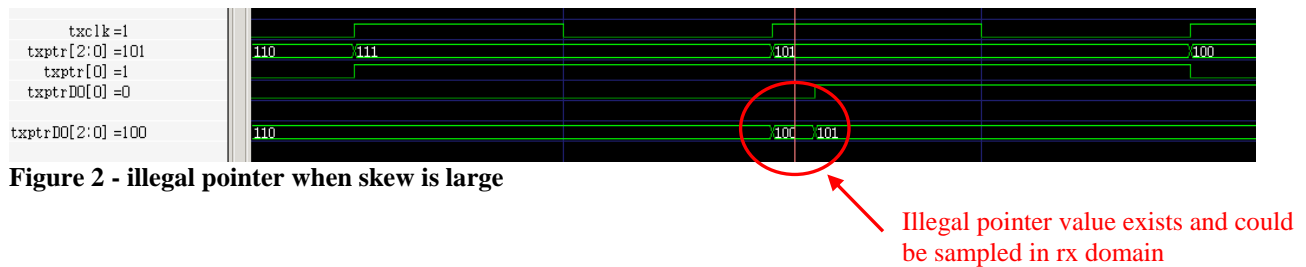 txclk=1
txptr[2:0] =101 110 111 101 100
txptr[0] =1
txptrD0[0] =0
txptrD0[2:0] =100 110 100 101
Figure 2 - illegal pointer when skew is large
Illegal pointer value exists and could
be sampled in rx domain